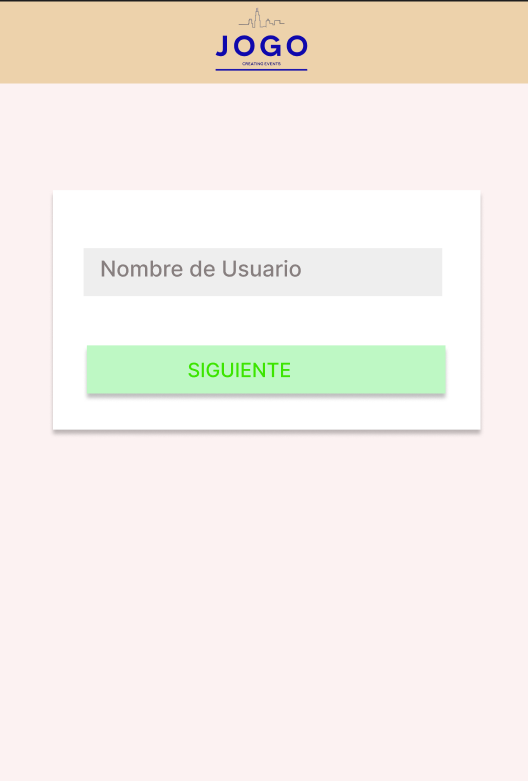 JOGO
CREATING EVENTS
Nombre de Usuario
SIGUIENTE